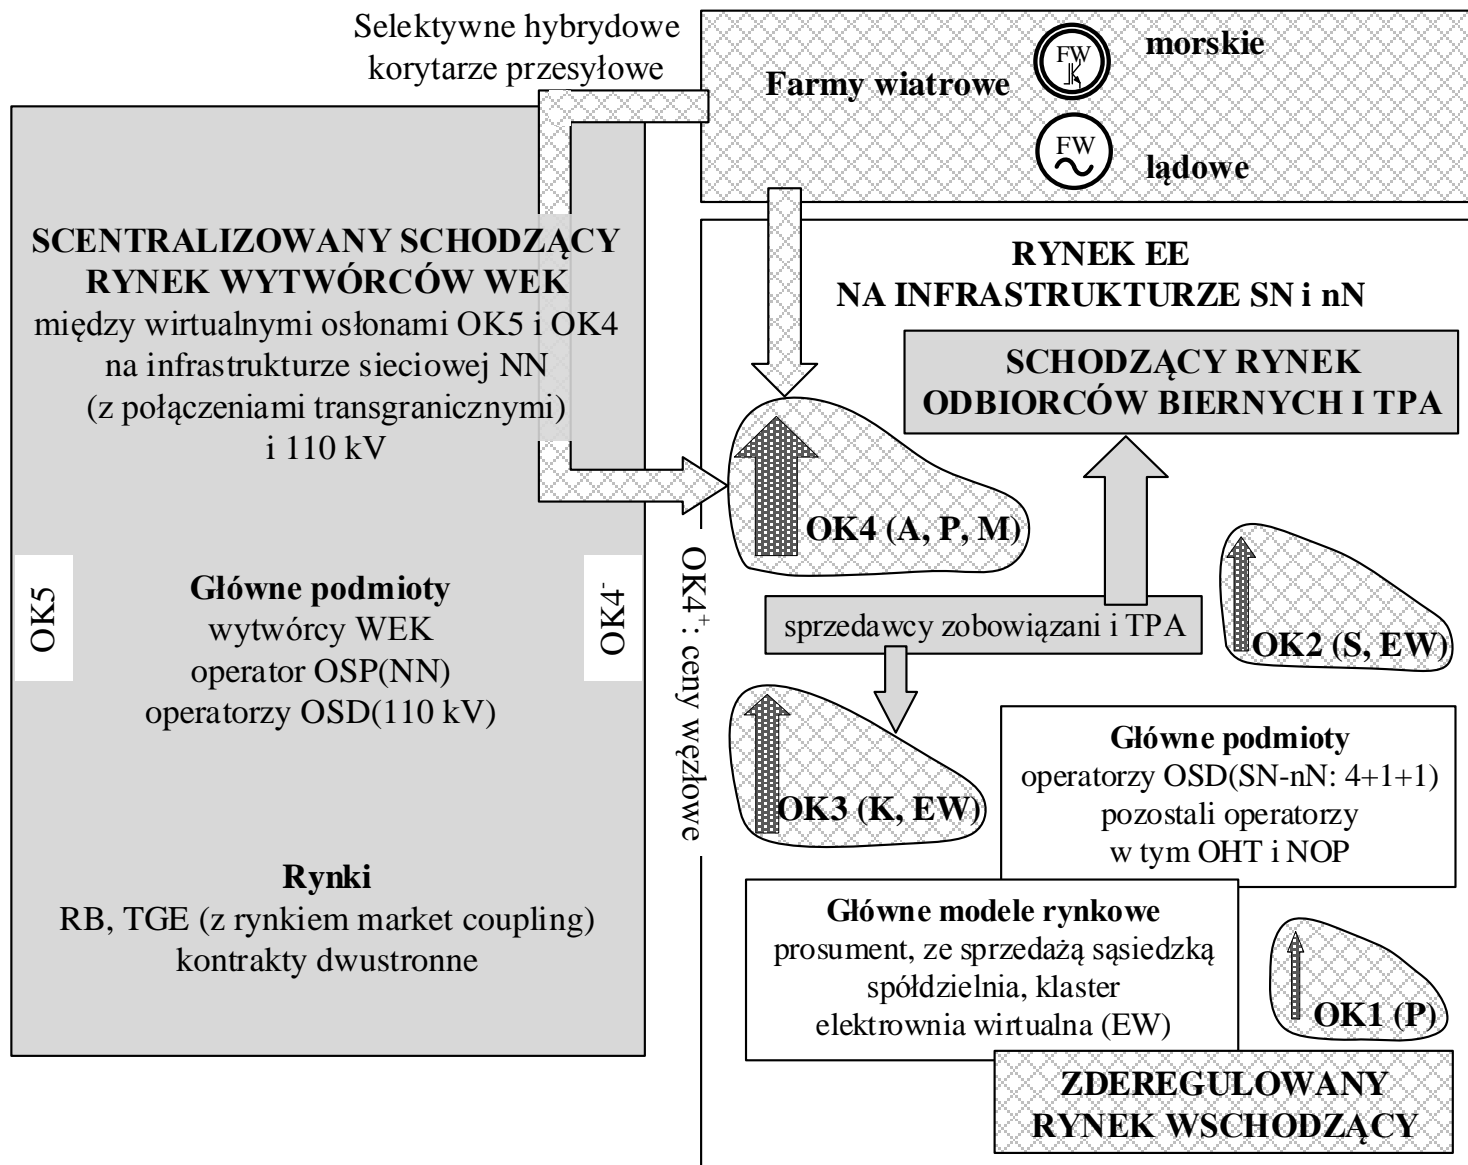 Selektywne hybrydowe
korytarze przesyłowe
Farmy wiatrowe
FW
morskie
FW
lądowe
SCENTRALIZOWANY SCHODZĄCY
RYNEK WYTWÓRCÓW WEK
między wirtualnymi osłonami OK5 i OK4
na infrastrukturze sieciowej NN
(z połączeniami transgranicznymi)
i 110 kV
OK5
OK4⁻
Główne podmioty
wytwórcy WEK
operator OSP(NN)
operatorzy OSD(110 kV)
Rynki
RB, TGE (z rynkiem market coupling)
kontrakty dwustronne
OK4⁺: ceny węzłowe
RYNEK EE
NA INFRASTRUKTURZE SN i nN
SCHODZĄCY RYNEK
ODBIORCÓW BIERNYCH I TPA
OK4 (A, P, M)
sprzedawcy zobowiązani i TPA
OK2 (S, EW)
OK3 (K, EW)
Główne podmioty
operatorzy OSD(SN-nN: 4+1+1)
pozostali operatorzy
w tym OHT i NOP
Główne modele rynkowe
prosument, ze sprzedażą sąsiedzką
spółdzielnia, klaster
elektrownia wirtualna (EW)
OK1 (P)
ZDEREGULOWANY
RYNEK WSCHODZĄCY